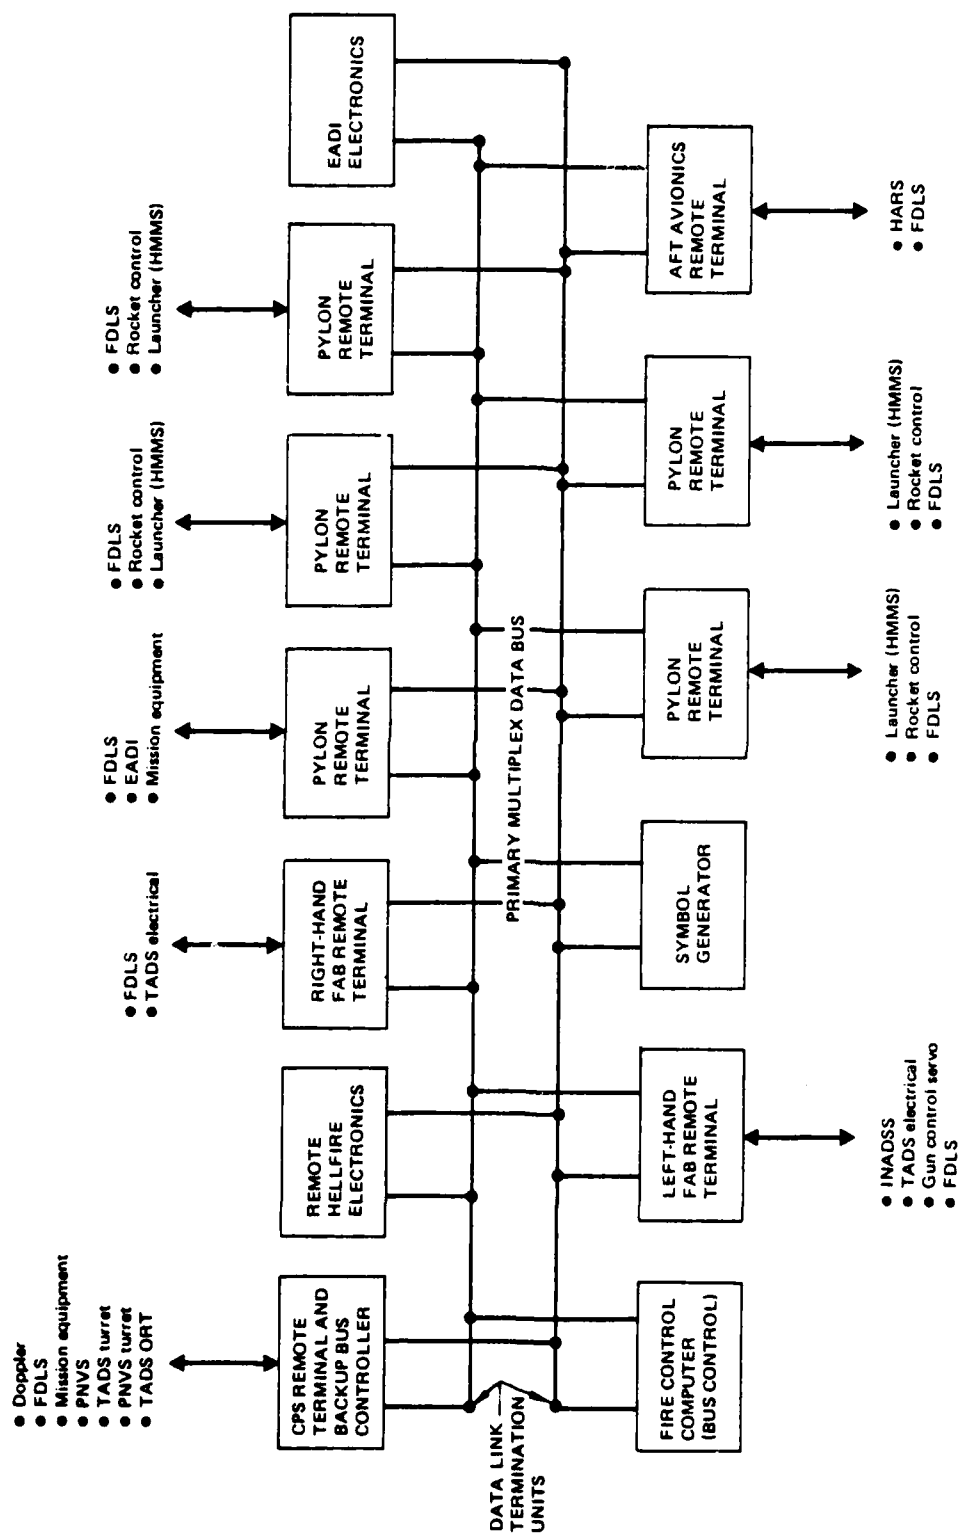 ● Doppler
● FDLS
● Mission equipment
● PNVS
● TADS turret
● PNVS turret
● TADS ORT
● FDLS
● TADS electrical
● FDLS
● EADI
● Mission equipment
● FDLS
● Rocket control
● Launcher (HMMS)
● FDLS
● Rocket control
● Launcher (HMMS)
CPS REMOTE
TERMINAL AND
BACKUP BUS
CONTROLLER
REMOTE
HELLFIRE
ELECTRONICS
RIGHT-HAND
FAB REMOTE
TERMINAL
PYLON
REMOTE
TERMINAL
PYLON
REMOTE
TERMINAL
PYLON
REMOTE
TERMINAL
EADI
ELECTRONICS
DATA LINK
TERMINATION
UNITS
PRIMARY MULTIPLEX DATA BUS
FIRE CONTROL
COMPUTER
(BUS CONTROL)
LEFT-HAND
FAB REMOTE
TERMINAL
SYMBOL
GENERATOR
PYLON
REMOTE
TERMINAL
PYLON
REMOTE
TERMINAL
AFT AVIONICS
REMOTE
TERMINAL
● INADSS
● TADS electrical
● Gun control servo
● FDLS
● Launcher (HMMS)
● Rocket control
● FDLS
● Launcher (HMMS)
● Rocket control
● FDLS
● HARS
● FDLS